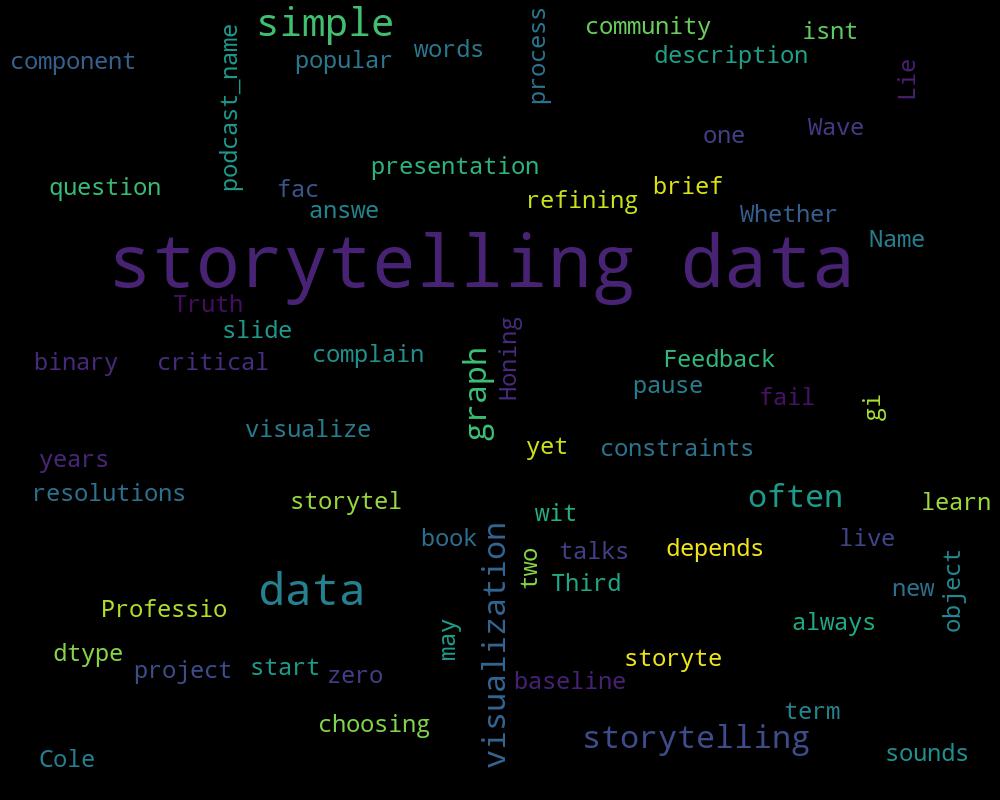 simple
community
isnt
component
podcast_name
popular
words
process
description
Lie
one
Wave
question
fac
answe
presentation
refining
brief
Whether
Name
storytelling data
Truth
slide
binary
critical
complain
graph
Honing
Feedback
pause
fail
gi
visualize
years
resolutions
storytel
yet
constraints
often
learn
wit
book
visualization
two
talks
depends
live
Third
new
object
data
Professio
may
always
dtype
project
start
zero
storyte
baseline
choosing
term
storytelling
Cole
sounds